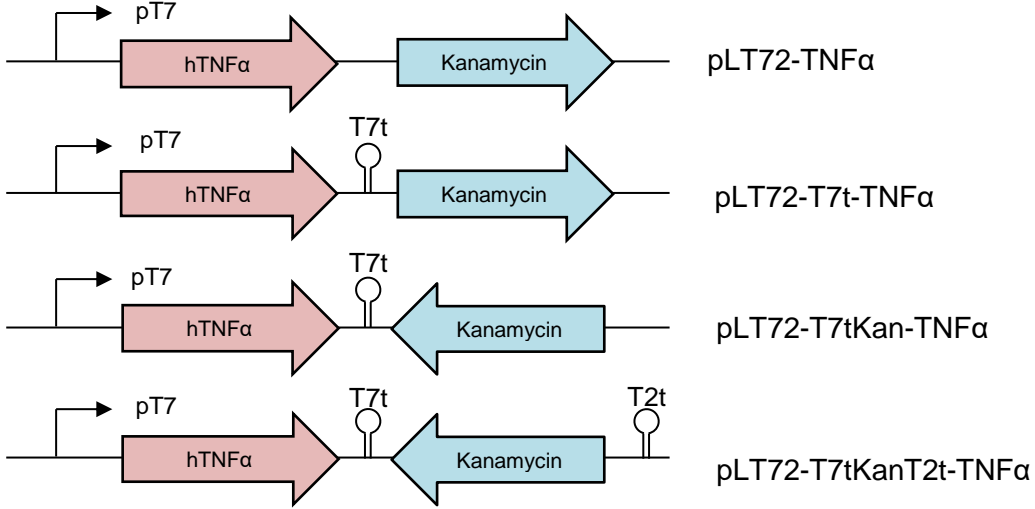 pT7
hTNFα Kanamycin pLT72-TNFα
pT7 T7t
hTNFα Kanamycin pLT72-T7t-TNFα
pT7 T7t
hTNFα Kanamycin pLT72-T7tKan-TNFα
pT7 T7t T2t
hTNFα Kanamycin pLT72-T7tKanT2t-TNFα